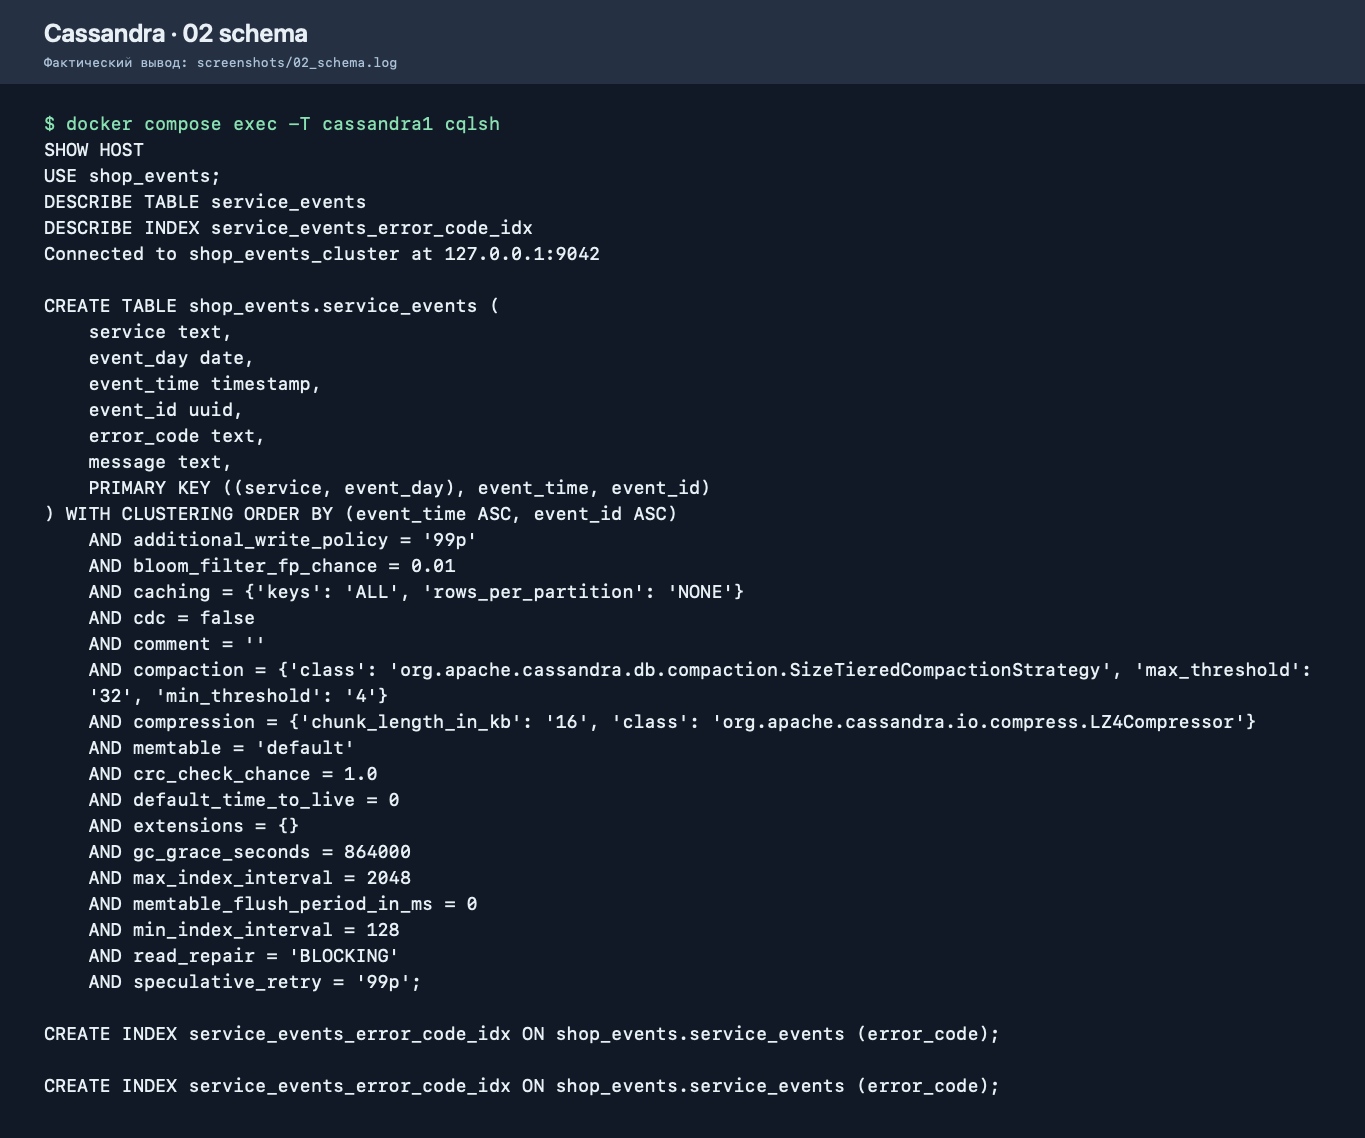 Cassandra · 02 schema
Фактический вывод: screenshots/02_schema.log
$ docker compose exec -T cassandra1 cqlsh
SHOW HOST
USE shop_events;
DESCRIBE TABLE service_events
DESCRIBE INDEX service_events_error_code_idx
Connected to shop_events_cluster at 127.0.0.1:9042

CREATE TABLE shop_events.service_events (
    service text,
    event_day date,
    event_time timestamp,
    event_id uuid,
    error_code text,
    message text,
    PRIMARY KEY ((service, event_day), event_time, event_id)
) WITH CLUSTERING ORDER BY (event_time ASC, event_id ASC)
    AND additional_write_policy = '99p'
    AND bloom_filter_fp_chance = 0.01
    AND caching = {'keys': 'ALL', 'rows_per_partition': 'NONE'}
    AND cdc = false
    AND comment = ''
    AND compaction = {'class': 'org.apache.cassandra.db.compaction.SizeTieredCompactionStrategy', 'max_threshold':
    '32', 'min_threshold': '4'}
    AND compression = {'chunk_length_in_kb': '16', 'class': 'org.apache.cassandra.io.compress.LZ4Compressor'}
    AND memtable = 'default'
    AND crc_check_chance = 1.0
    AND default_time_to_live = 0
    AND extensions = {}
    AND gc_grace_seconds = 864000
    AND max_index_interval = 2048
    AND memtable_flush_period_in_ms = 0
    AND min_index_interval = 128
    AND read_repair = 'BLOCKING'
    AND speculative_retry = '99p';

CREATE INDEX service_events_error_code_idx ON shop_events.service_events (error_code);

CREATE INDEX service_events_error_code_idx ON shop_events.service_events (error_code);